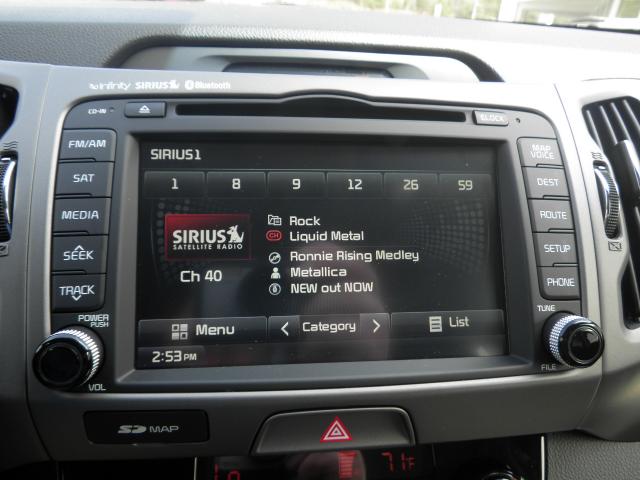 infinity SIRIUS Bluetooth
CD-IN
CLOCK
FM/AM
SAT
MEDIA
SEEK
TRACK
POWER
PUSH
VOL
SIRIUS1
1 8 9 12 26 59
SIRIUS
SATELLITE RADIO
Ch 40
Rock
CH Liquid Metal
Ronnie Rising Medley
Metallica
NEW out NOW
Menu
Category
List
2:53 PM
MAP
VOICE
DEST
ROUTE
SETUP
PHONE
TUNE
FILE
SD MAP
71°F